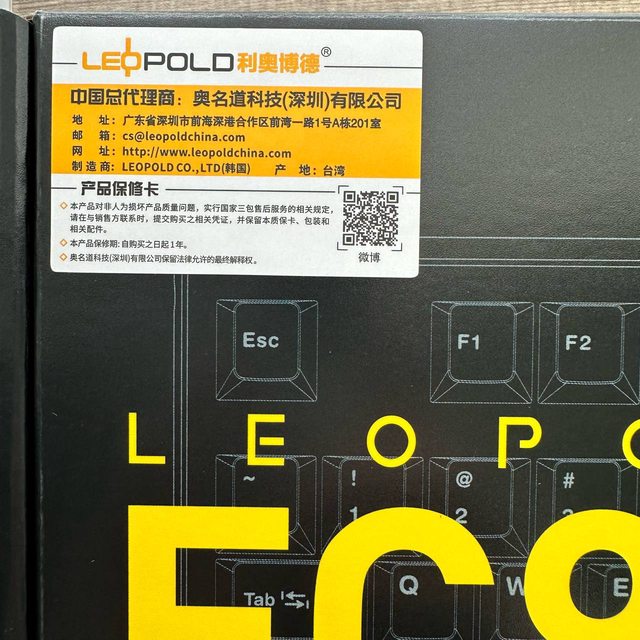 LEOPOLD利奥博德®
中国总代理商：奥名道科技(深圳)有限公司
地 址：广东省深圳市前海深港合作区前湾一路1号A栋201室
邮 箱：cs@leopoldchina.com
网 址：http://www.leopoldchina.com
制造商：LEOPOLD CO.,LTD(韩国) 产 地：台湾
产品保修卡
◇本产品对非人为损坏产品质量问题，实行国家三包售后服务的相关规定，
请在与销售方联系时，提交购买之相关凭证，并保留本质保卡、包装和
相关配件。
◇本产品保修期：自购买之日起1年。
◇奥名道科技(深圳)有限公司保留法律允许的最终解释权。
微博
Esc
F1
F2
LEOPO
~
!
@
#
1
2
FC9
Tab
Q
W
E